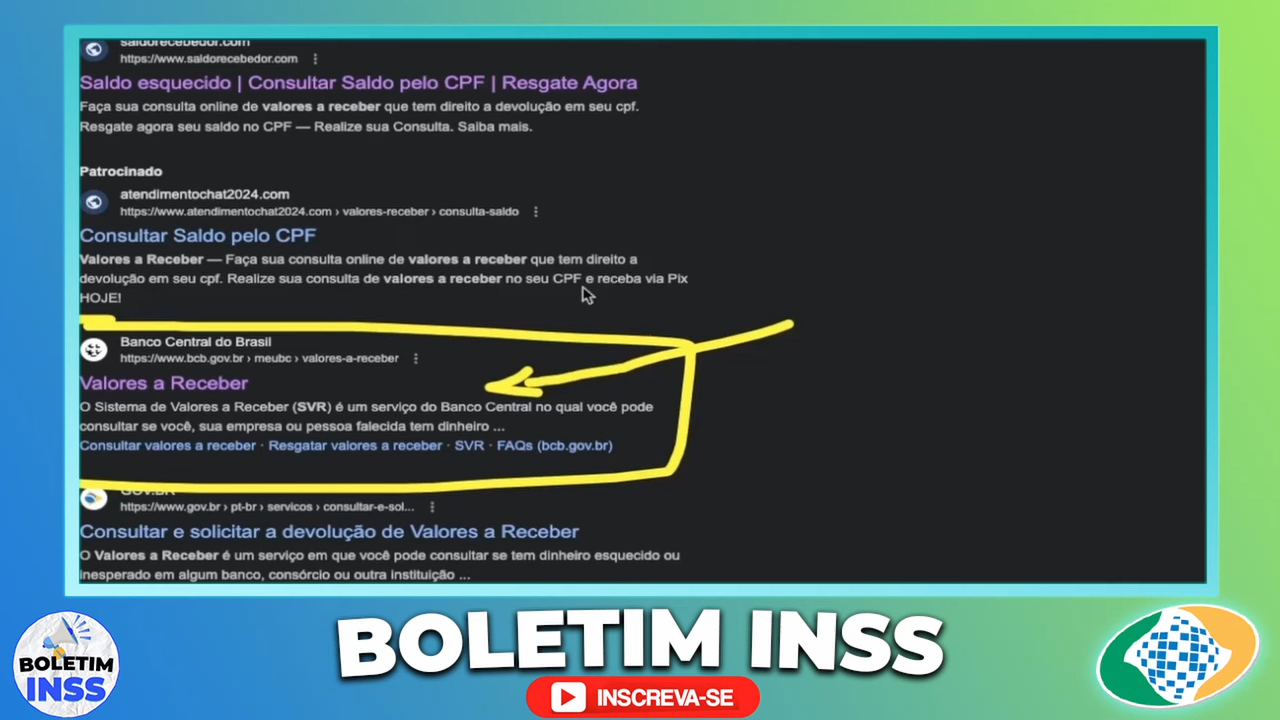 saldorecebedor.com
https://www.saldorecebedor.com
Saldo esquecido | Consultar Saldo pelo CPF | Resgate Agora
Faça sua consulta online de valores a receber que tem direito a devolução em seu cpf.
Resgate agora seu saldo no CPF — Realize sua Consulta. Saiba mais.
Patrocinado
atendimentochat2024.com
https://www.atendimentochat2024.com › valores-receber › consulta-saldo
Consultar Saldo pelo CPF
Valores a Receber — Faça sua consulta online de valores a receber que tem direito a
devolução em seu cpf. Realize sua consulta de valores a receber no seu CPF e receba via Pix
HOJE!
Banco Central do Brasil
https://www.bcb.gov.br › meubc › valores-a-receber
Valores a Receber
O Sistema de Valores a Receber (SVR) é um serviço do Banco Central no qual você pode
consultar se você, sua empresa ou pessoa falecida tem dinheiro ...
Consultar valores a receber · Resgatar valores a receber · SVR · FAQs (bcb.gov.br)
GOV.BR
https://www.gov.br › pt-br › servicos › consultar-e-sol...
Consultar e solicitar a devolução de Valores a Receber
O Valores a Receber é um serviço em que você pode consultar se tem dinheiro esquecido ou
inesperado em algum banco, consórcio ou outra instituição ...
BOLETIM
INSS
BOLETIM INSS
INSCREVA-SE